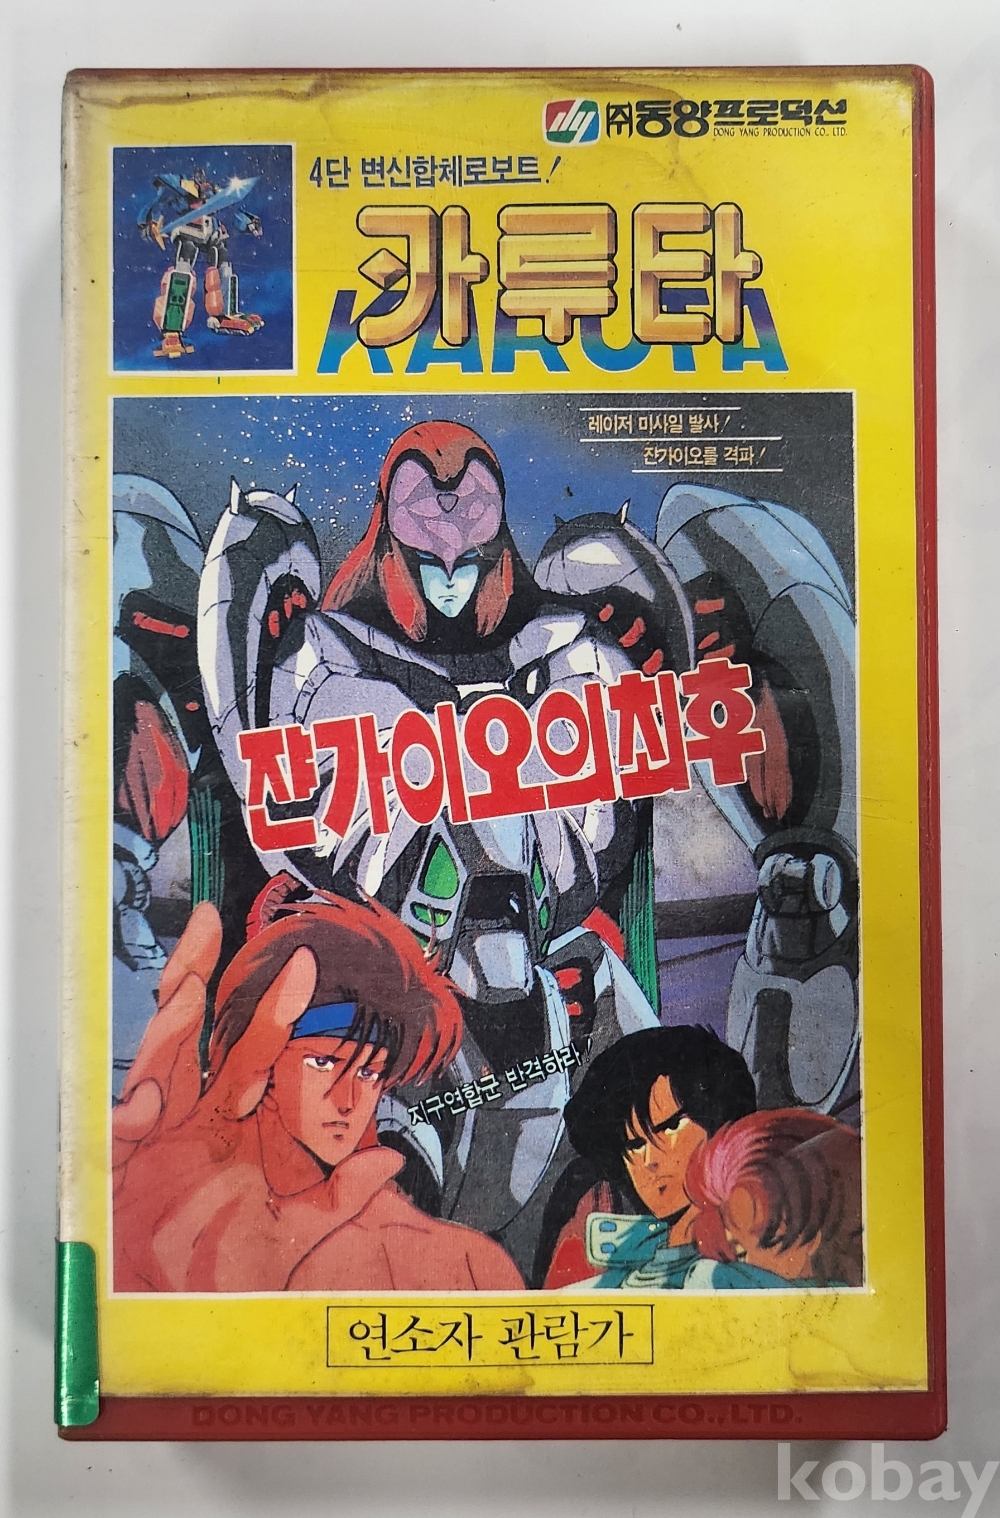 ㈜동양프로덕션
DONG YANG PRODUCTION CO., LTD.
4단 변신합체로보트!
카루타
KARUTA
레이저 미사일 발사!
쟌가이오를 격파!
쟌가이오의최후
지구연합군 반격하라!
연소자 관람가
DONG YANG PRODUCTION CO.,LTD.
kobay